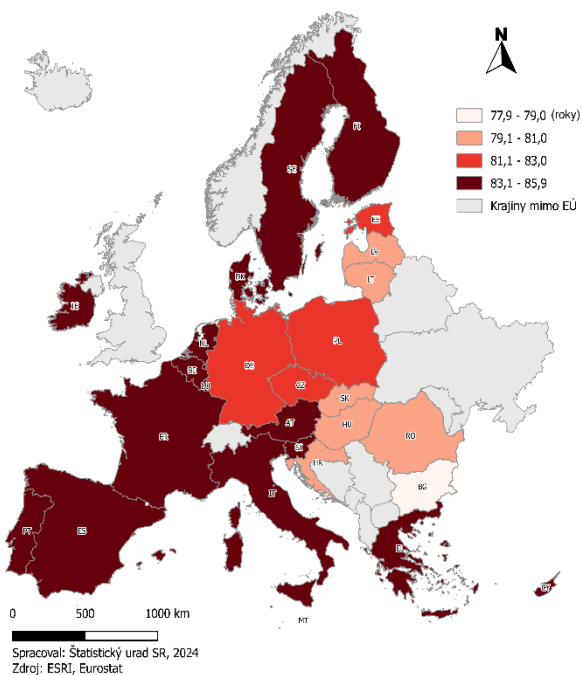 N
77,9 - 79,0 (roky)
79,1 - 81,0
81,1 - 83,0
83,1 - 85,9
Krajiny mimo EÚ
FI
SE
EE
LV
LT
DK
IE
NL
BE
LU
DE
PL
CZ
SK
AT
HU
SI
HR
RO
BG
FR
IT
PT
ES
EL
CY
MT
0 500 1000 km
Spracoval: Štatistický urad SR, 2024
Zdroj: ESRI, Eurostat